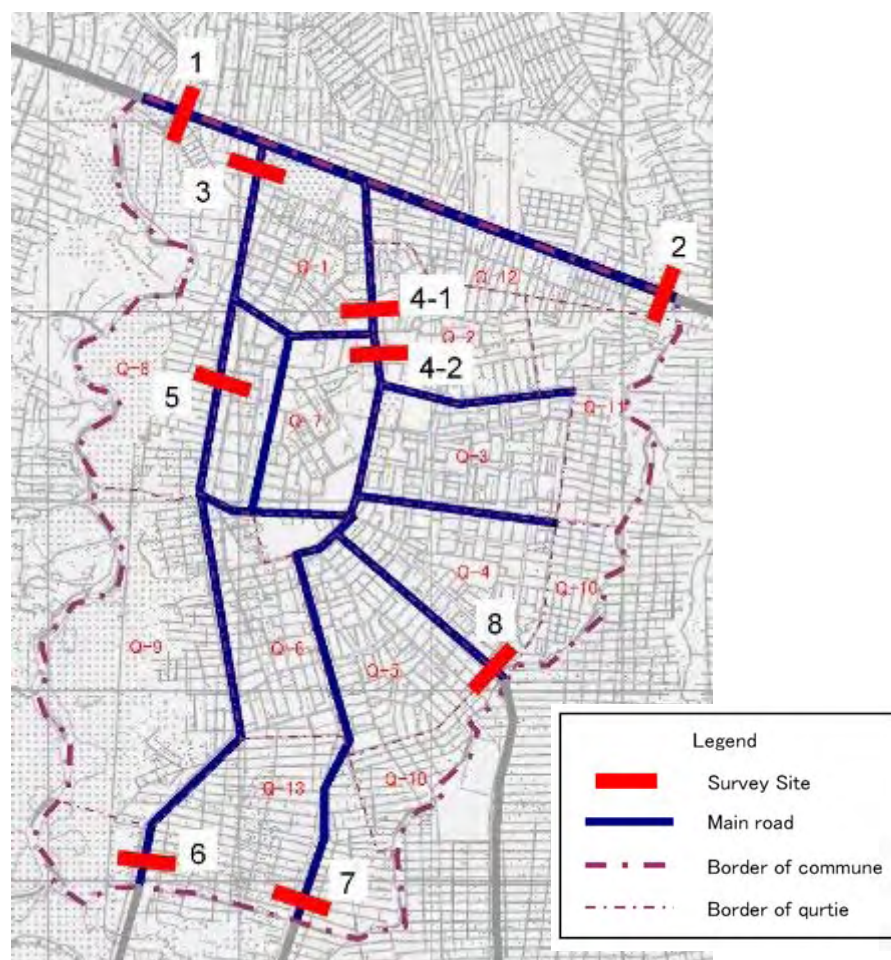 1
3
2
Q-12
Q-1
4-1
Q-2
4-2
Q-8
5
Q-11
Q-7
Q-3
Q-4
Q-10
8
Q-9
Q-6
Q-5
Q-13
Q-10
6
7
Legend
Survey Site
Main road
Border of commune
Border of qurtie